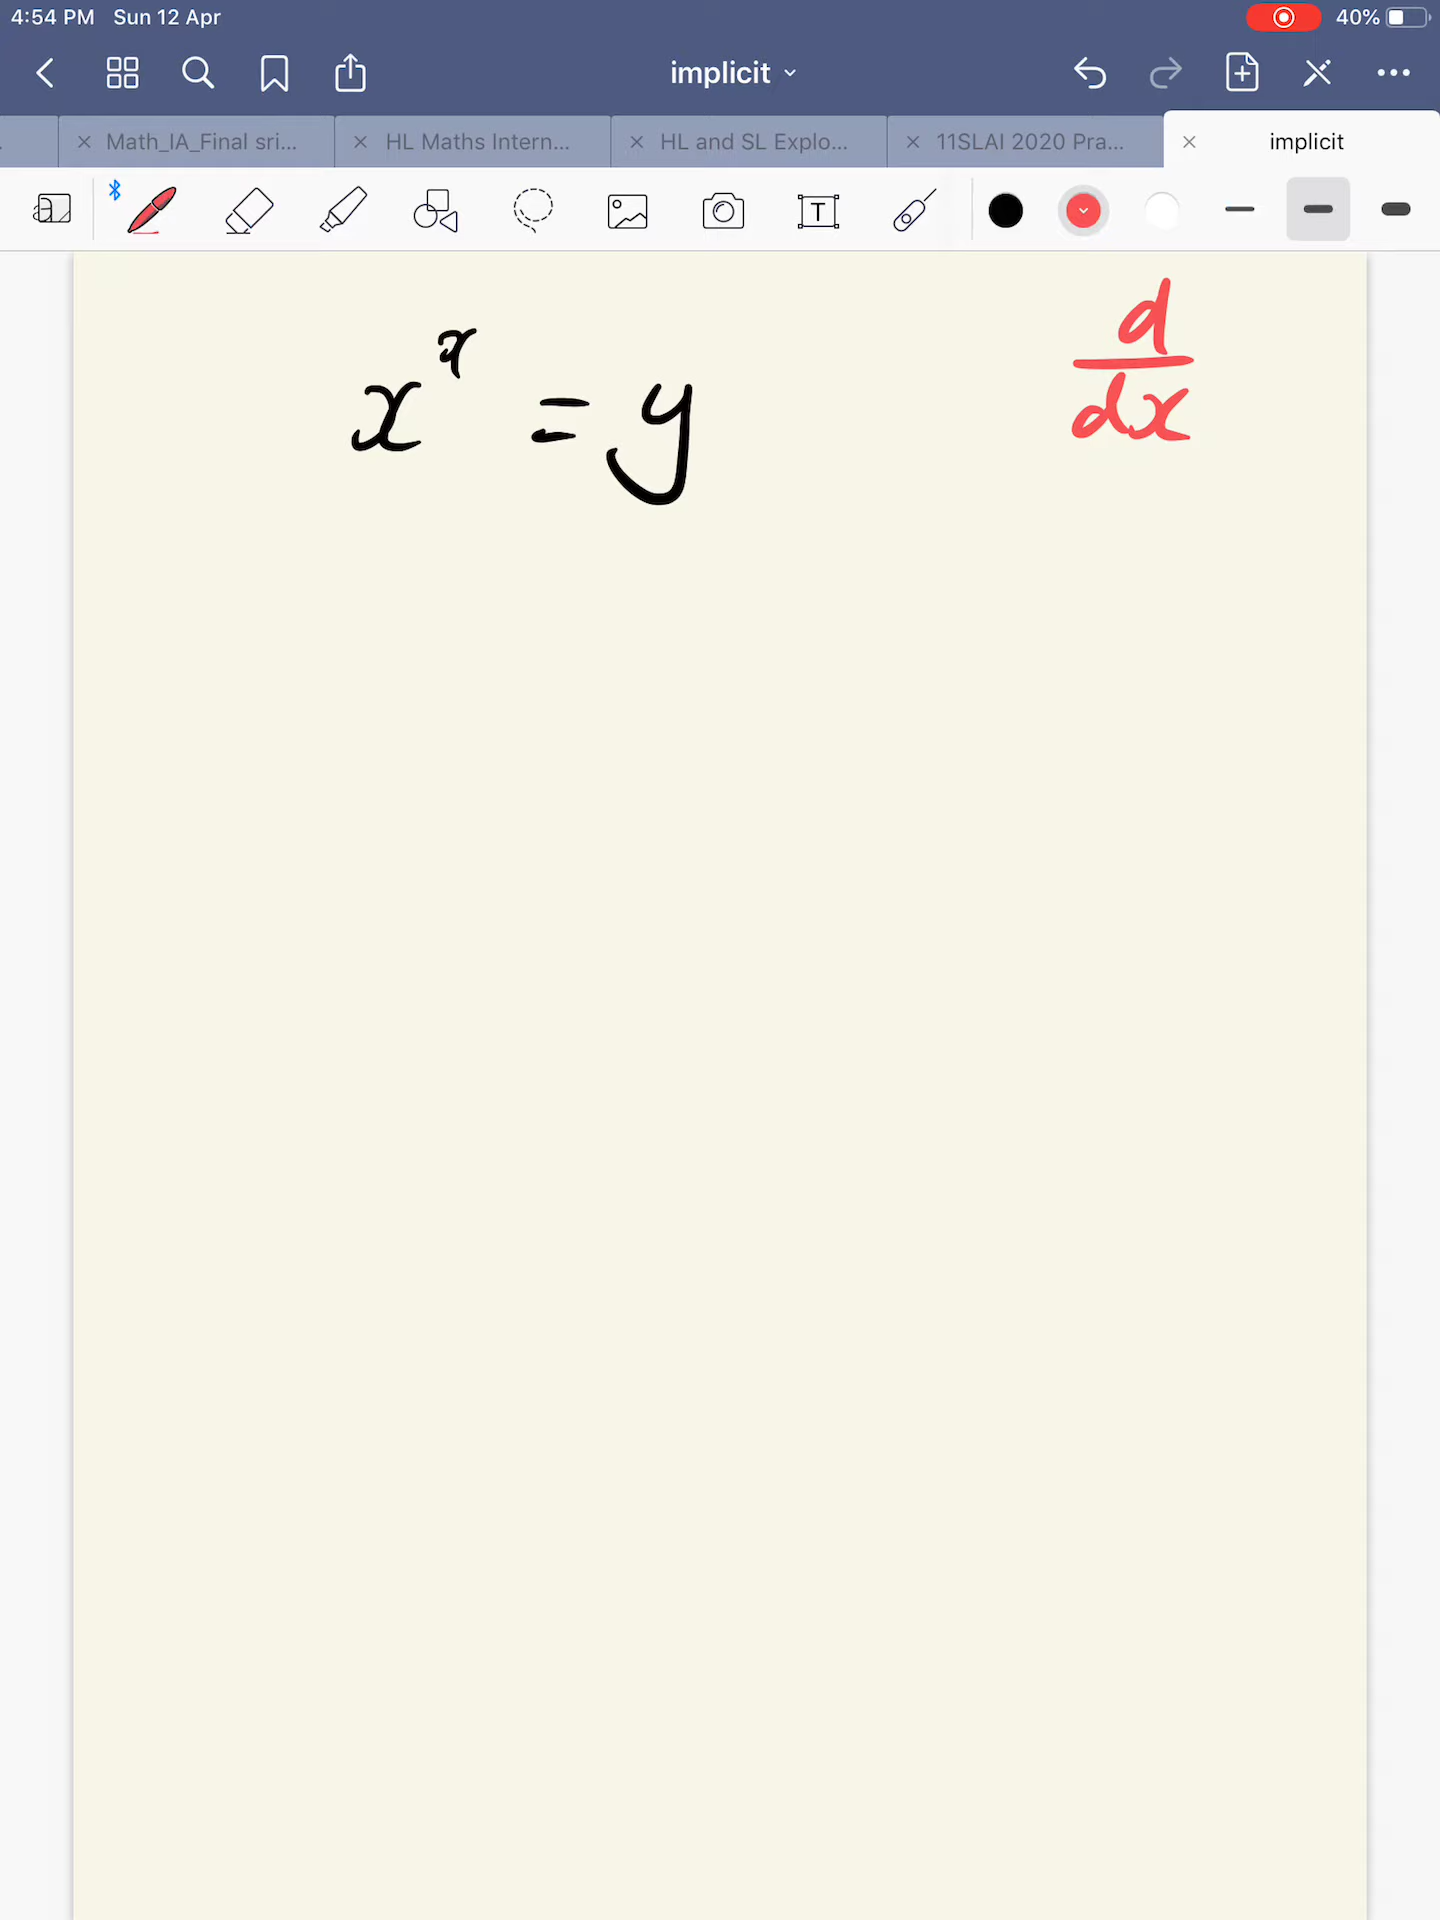 4:54 PM Sun 12 Apr 40%
implicit
Math_IA_Final sri... HL Maths Intern... HL and SL Explo... 11SLAI 2020 Pra... implicit
T
x^x = y
d/dx